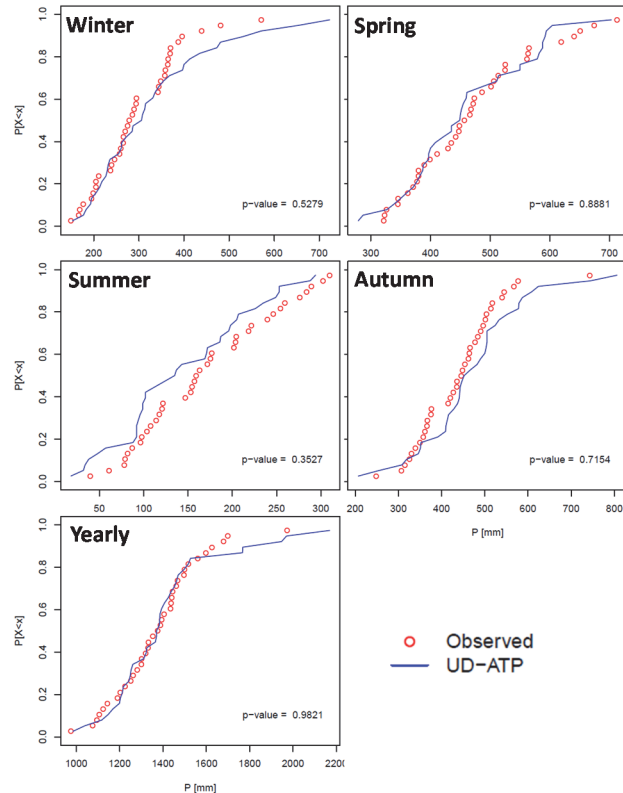 Winter
Spring
P[X<x]
0.0 0.2 0.4 0.6 0.8 1.0
p−value = 0.5279
p−value = 0.8881
200 300 400 500 600 700
300 400 500 600 700
Summer
Autumn
P[X<x]
0.0 0.2 0.4 0.6 0.8 1.0
p−value = 0.3527
p−value = 0.7154
50 100 150 200 250 300
200 300 400 500 600 700 800
P [mm]
Yearly
P[X<x]
0.0 0.2 0.4 0.6 0.8 1.0
Observed
UD−ATP
p−value = 0.9821
1000 1200 1400 1600 1800 2000 2200
P [mm]